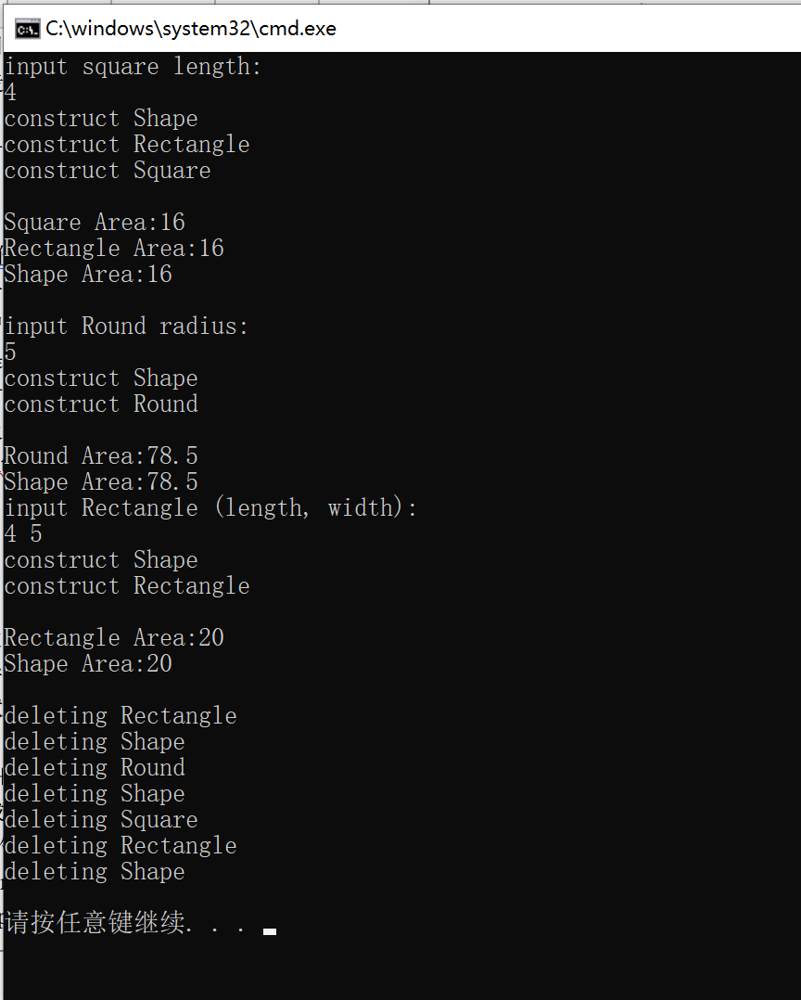 C:\windows\system32\cmd.exe
input square length:
4
construct Shape
construct Rectangle
construct Square
Square Area:16
Rectangle Area:16
Shape Area:16
input Round radius:
5
construct Shape
construct Round
Round Area:78.5
Shape Area:78.5
input Rectangle (length, width):
4 5
construct Shape
construct Rectangle
Rectangle Area:20
Shape Area:20
deleting Rectangle
deleting Shape
deleting Round
deleting Shape
deleting Square
deleting Rectangle
deleting Shape
请按任意键继续. . .